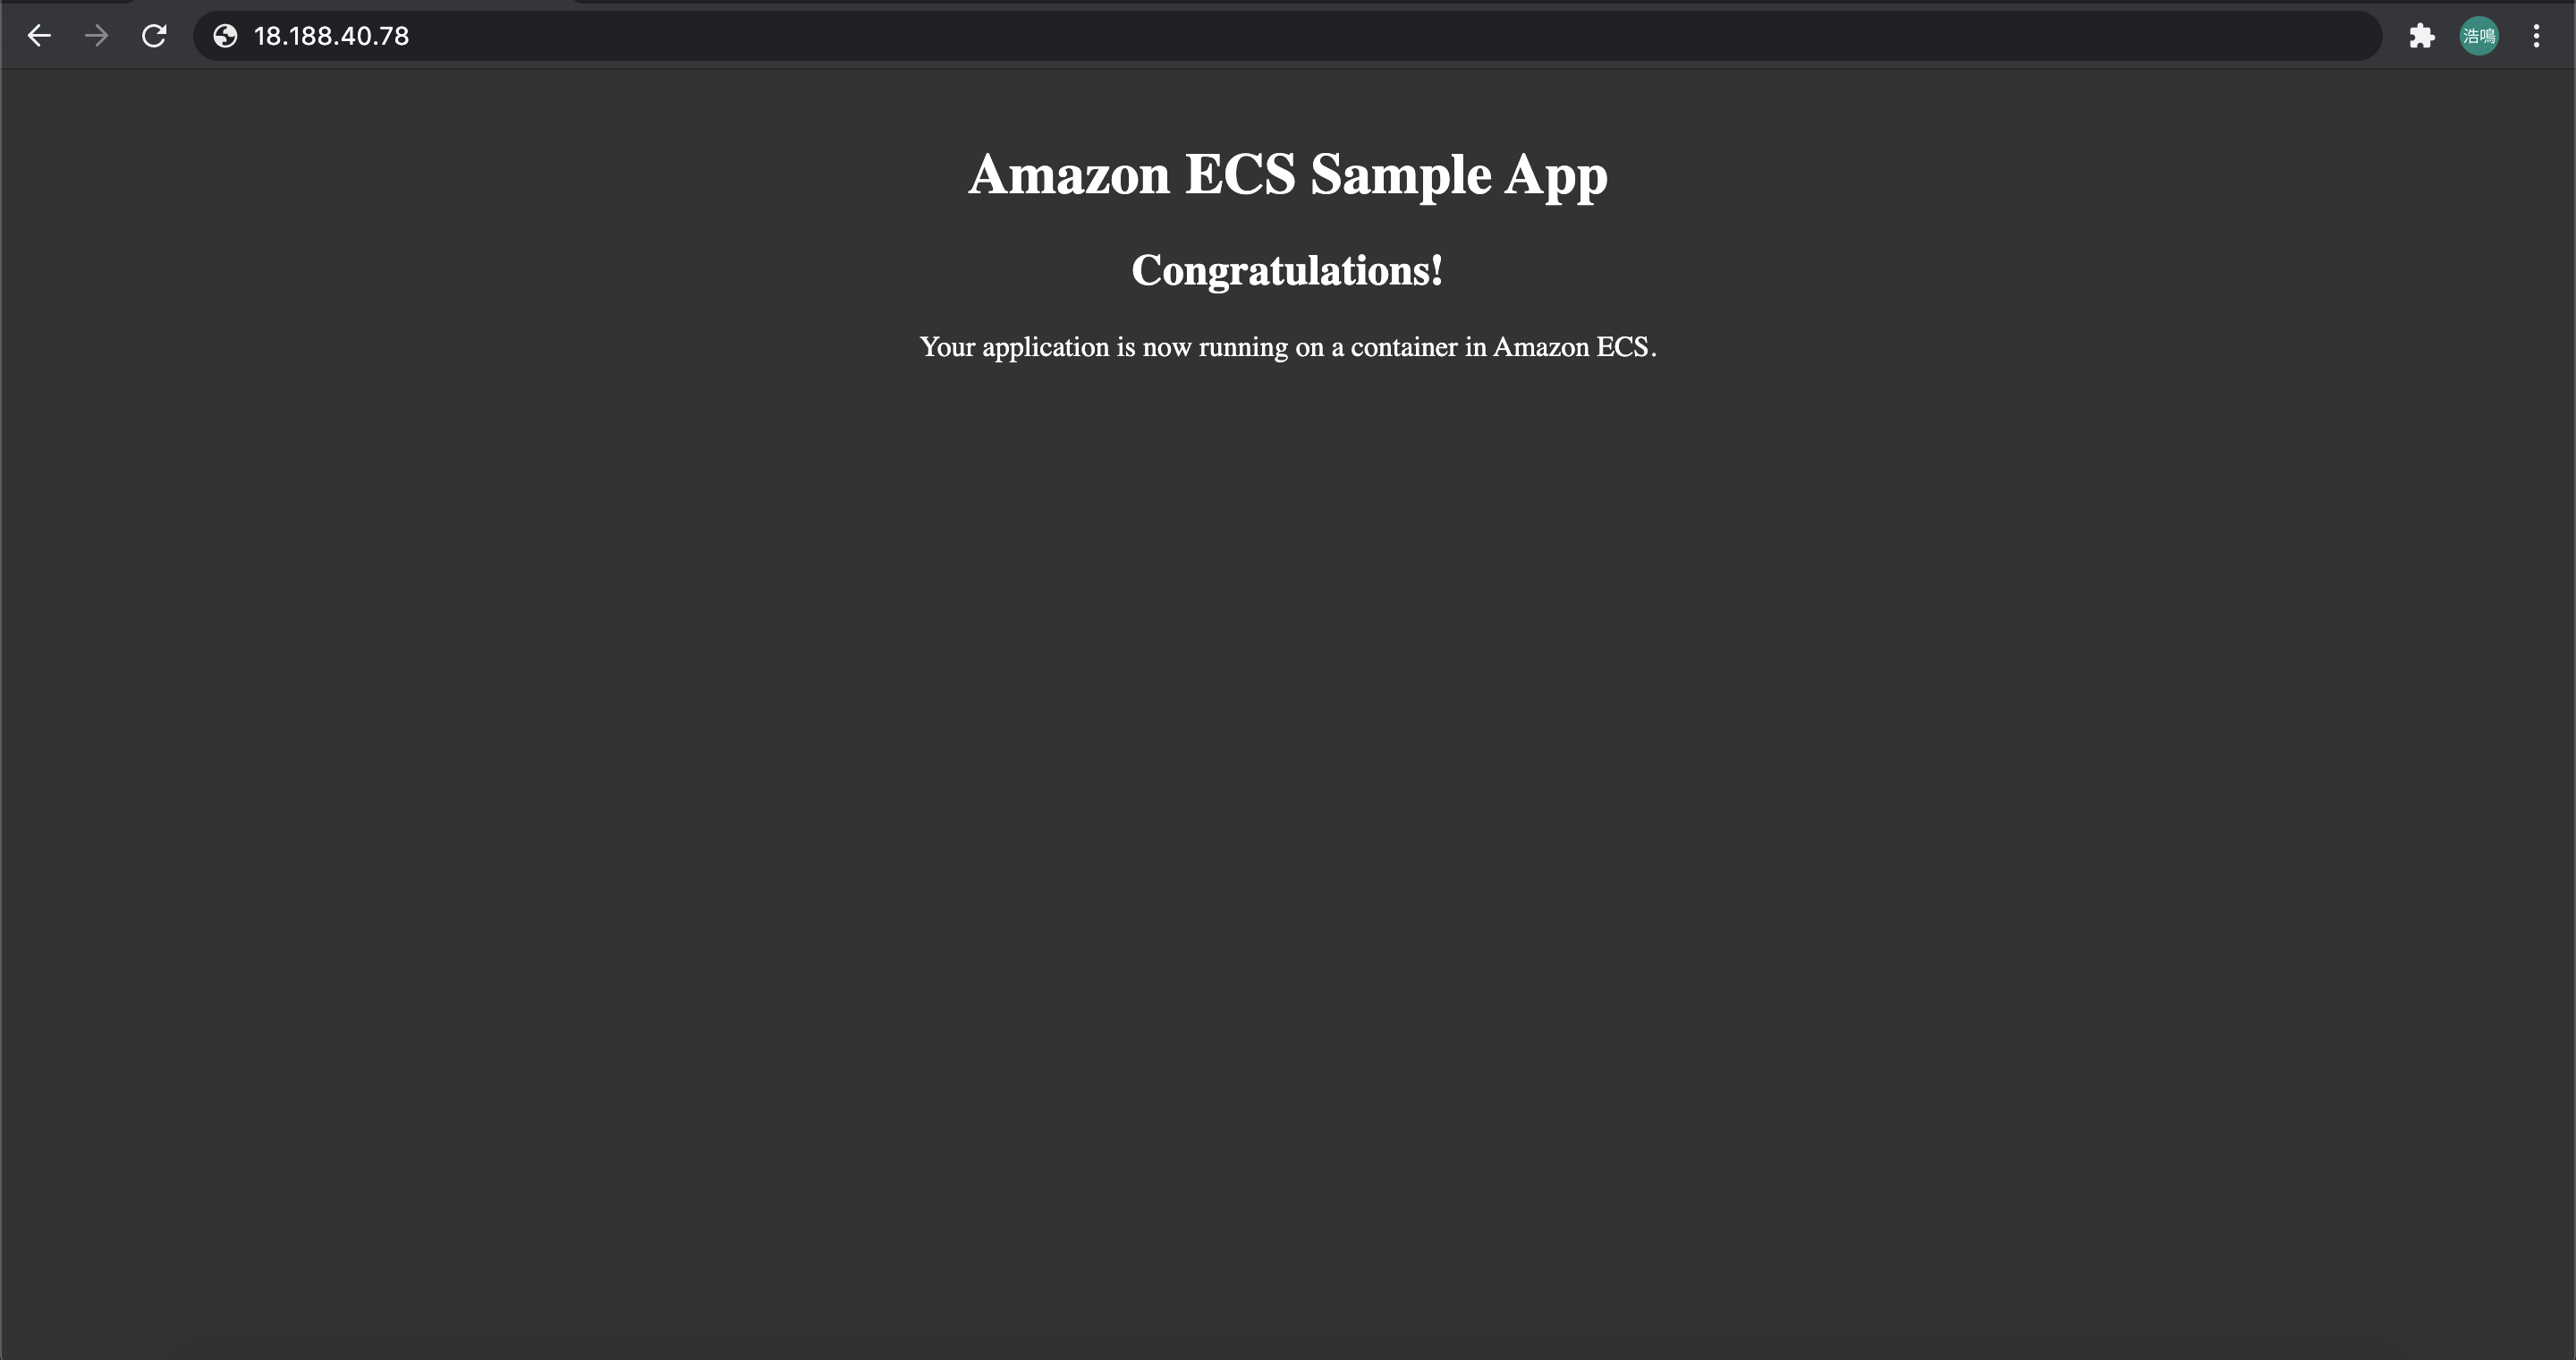 18.188.40.78
浩鳴
Amazon ECS Sample App
Congratulations!
Your application is now running on a container in Amazon ECS.